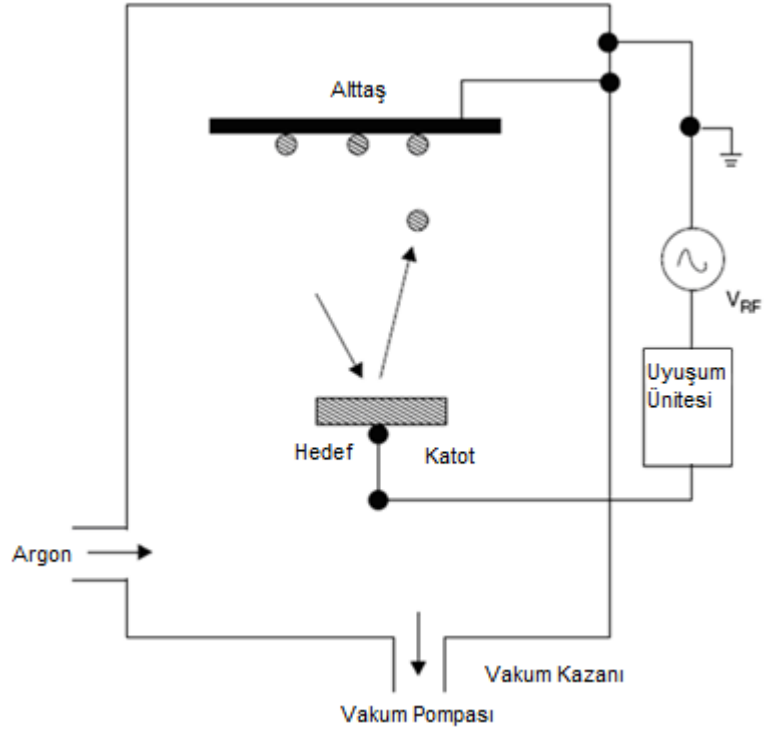 Alttaş
V_RF
Uyuşum
Ünitesi
Hedef
Katot
Argon
Vakum Kazanı
Vakum Pompası